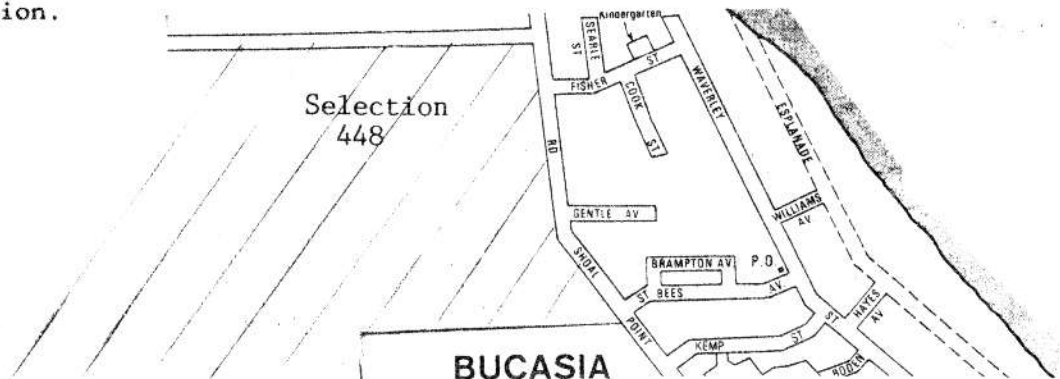 ion.
Kindergarten
SEARLE ST
FISHER ST
COOK ST
WAVERLEY ST
ESPLANADE
Selection
448
SHOAL POINT RD
GENTLE AV
WILLIAMS AV
BRAMPTON AV
P.O.
ST BEES AV
HAYES AV
KEMP ST
BODEN
BUCASIA